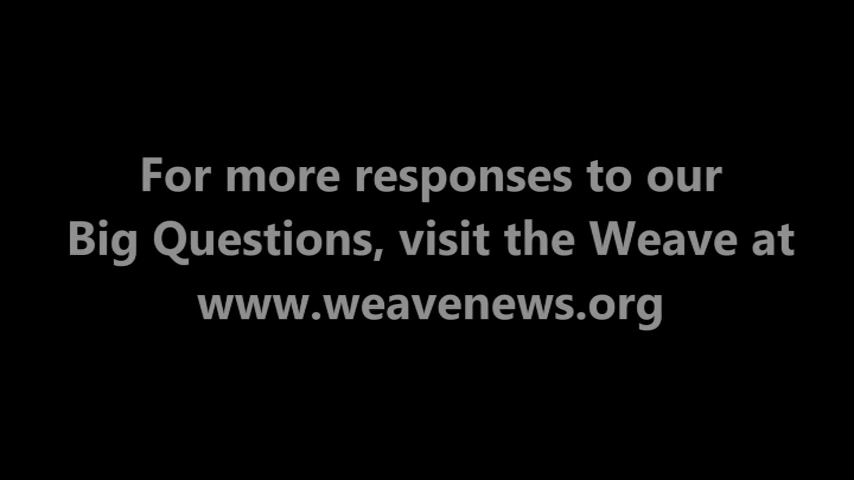 For more responses to our
Big Questions, visit the Weave at
www.weavenews.org